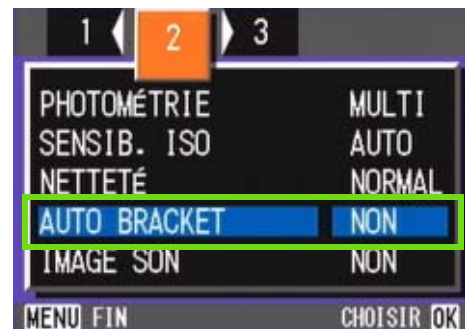 1 2 3
PHOTOMÉTRIE MULTI
SENSIB. ISO AUTO
NETTETÉ NORMAL
AUTO BRACKET NON
IMAGE SON NON
MENU FIN CHOISIR OK